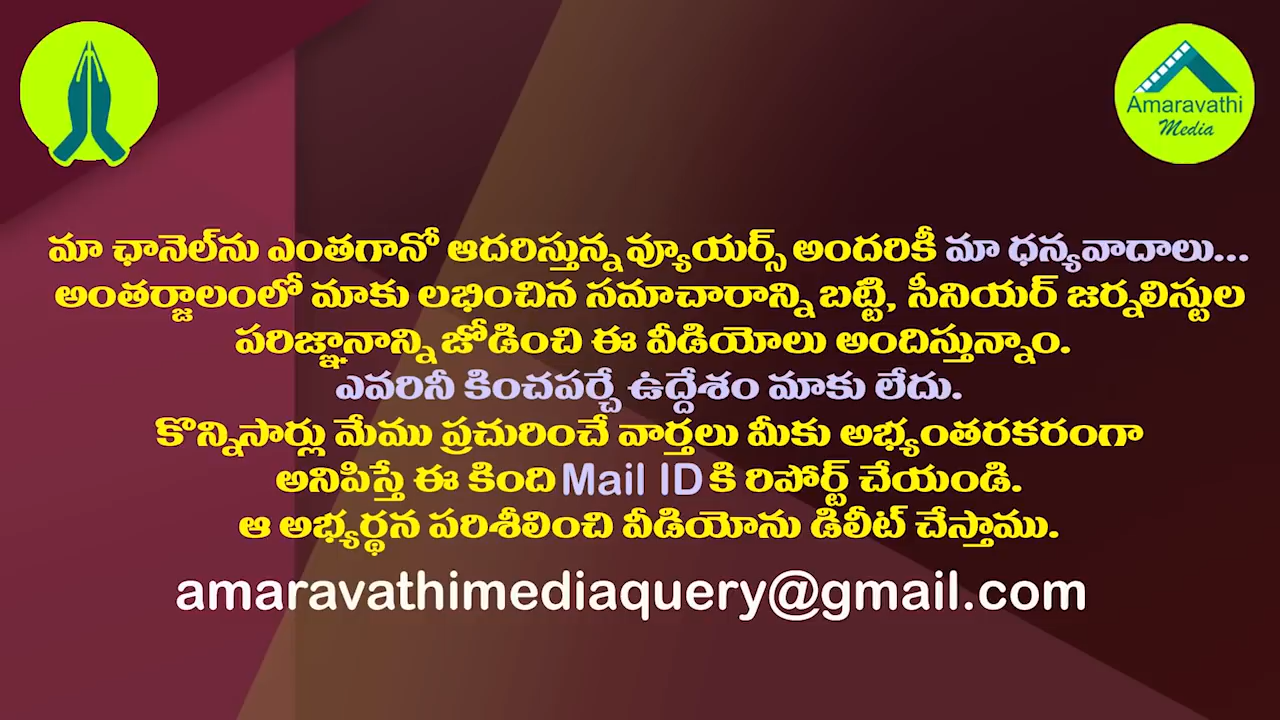 Amaravathi
Media
మా ఛానెల్‌ను ఎంతగానో ఆదరిస్తున్న వ్యూయర్స్ అందరికీ మా ధన్యవాదాలు...
అంతర్జాలంలో మాకు లభించిన సమాచారాన్ని బట్టి, సీనియర్ జర్నలిస్టుల
పరిజ్ఞానాన్ని జోడించి ఈ వీడియోలు అందిస్తున్నాం.
ఎవరినీ కించపర్చే ఉద్దేశం మాకు లేదు.
కొన్నిసార్లు మేము ప్రచురించే వార్తలు మీకు అభ్యంతరకరంగా
అనిపిస్తే ఈ కింది Mail ID కి రిపోర్ట్ చేయండి.
ఆ అభ్యర్థన పరిశీలించి వీడియోను డిలీట్ చేస్తాము.
amaravathimediaquery@gmail.com